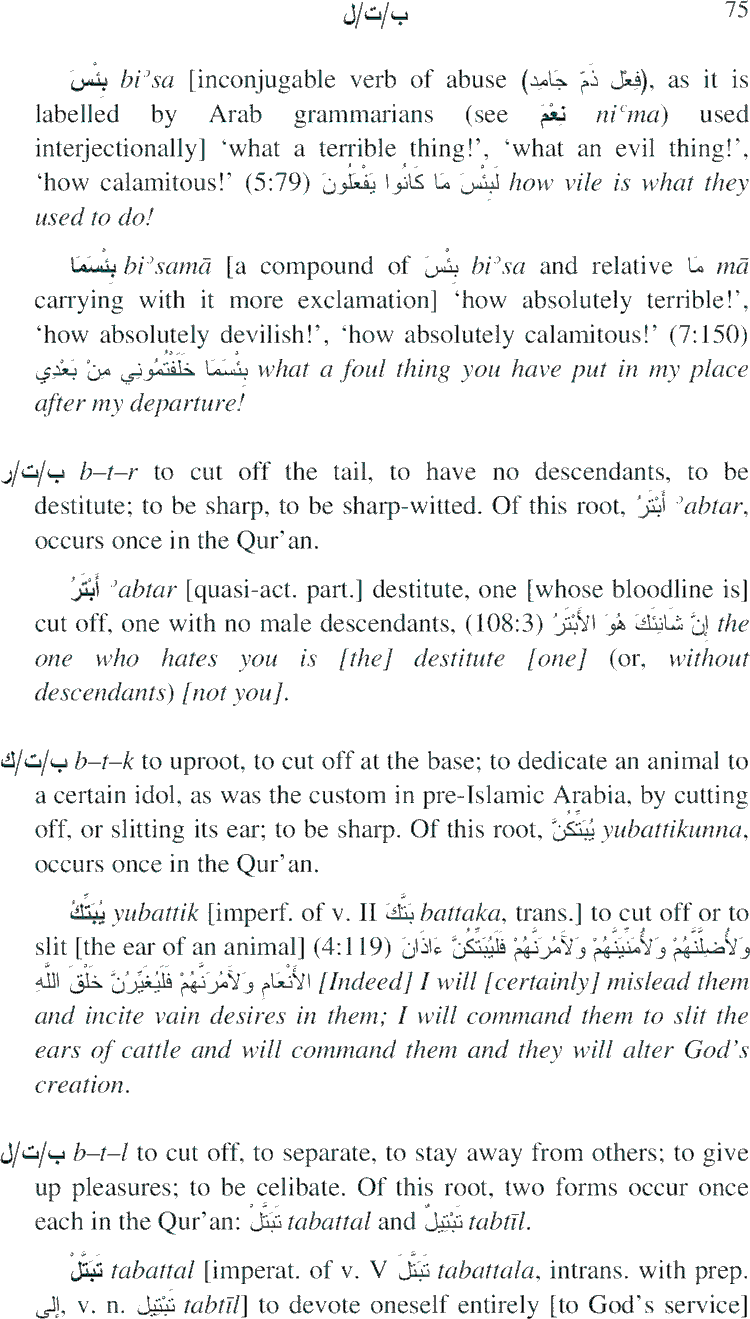 ب/ت/ل 75
بِئْسَ biʾsa [inconjugable verb of abuse (فِعْل ذَمّ جَامِد), as it is
labelled by Arab grammarians (see نِعْمَ niʿma) used
interjectionally] ‘what a terrible thing!’, ‘what an evil thing!’,
‘how calamitous!’ (5:79) لَبِئْسَ مَا كَانُوا يَفْعَلُونَ how vile is what they
used to do!
بِئْسَمَا biʾsamā [a compound of بِئْسَ biʾsa and relative مَا mā
carrying with it more exclamation] ‘how absolutely terrible!’,
‘how absolutely devilish!’, ‘how absolutely calamitous!’ (7:150)
بِئْسَمَا خَلَفْتُمُونِي مِنْ بَعْدِي what a foul thing you have put in my place
after my departure!
ب/ت/ر b–t–r to cut off the tail, to have no descendants, to be
destitute; to be sharp, to be sharp-witted. Of this root, أَبْتَرُ ʾabtar,
occurs once in the Qur’an.
أَبْتَرُ ʾabtar [quasi-act. part.] destitute, one [whose bloodline is]
cut off, one with no male descendants, (108:3) إِنَّ شَانِئَكَ هُوَ الأَبْتَرُ the
one who hates you is [the] destitute [one] (or, without
descendants) [not you].
ب/ت/ك b–t–k to uproot, to cut off at the base; to dedicate an animal to
a certain idol, as was the custom in pre-Islamic Arabia, by cutting
off, or slitting its ear; to be sharp. Of this root, يُبَتِّكُنَّ yubattikunna,
occurs once in the Qur’an.
يُبَتِّكُ yubattik [imperf. of v. II بَتَّكَ battaka, trans.] to cut off or to
slit [the ear of an animal] (4:119) وَلأُضِلَّنَّهُمْ وَلأُمَنِّيَنَّهُمْ وَلآمُرَنَّهُمْ فَلَيُبَتِّكُنَّ ءَاذَانَ
الأَنْعَامِ وَلآمُرَنَّهُمْ فَلَيُغَيِّرُنَّ خَلْقَ اللَّهِ [Indeed] I will [certainly] mislead them
and incite vain desires in them; I will command them to slit the
ears of cattle and will command them and they will alter God’s
creation.
ب/ت/ل b–t–l to cut off, to separate, to stay away from others; to give
up pleasures; to be celibate. Of this root, two forms occur once
each in the Qur’an: تَبَتَّلْ tabattal and تَبْتِيلٌ tabtīl.
تَبَتَّلْ tabattal [imperat. of v. V تَبَتَّلَ tabattala, intrans. with prep.
إلى, v. n. تَبْتِيل tabtīl] to devote oneself entirely [to God’s service]